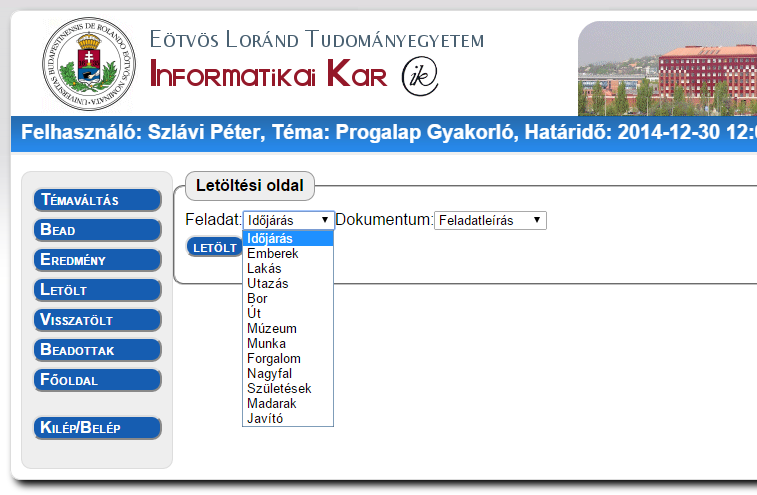 UNIVERSITAS BUDAPESTINENSIS DE ROLANDO EÖTVÖS NOMINATA
EÖTVÖS LORÁND TUDOMÁNYEGYETEM
INFORMATIKAI KAR ik
Felhasználó: Szlávi Péter, Téma: Progalap Gyakorló, Határidő: 2014-12-30 12:
TÉMAVÁLTÁS
BEAD
EREDMÉNY
LETÖLT
VISSZATÖLT
BEADOTTAK
FŐOLDAL
KILÉP/BELÉP
Letöltési oldal
Feladat: Időjárás Dokumentum: Feladatleírás
LETÖLT
Időjárás
Emberek
Lakás
Utazás
Bor
Út
Múzeum
Munka
Forgalom
Nagyfal
Születések
Madarak
Javító